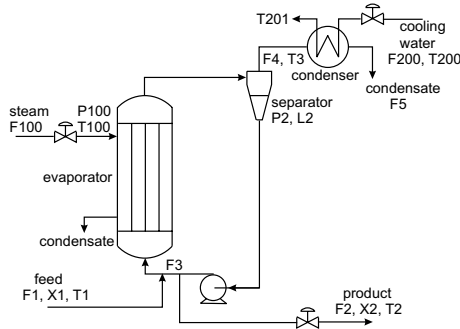 T201
cooling
water
F200, T200
F4, T3
condenser
condensate
F5
separator
P2, L2
steam
F100
P100
T100
evaporator
condensate
F3
feed
F1, X1, T1
product
F2, X2, T2